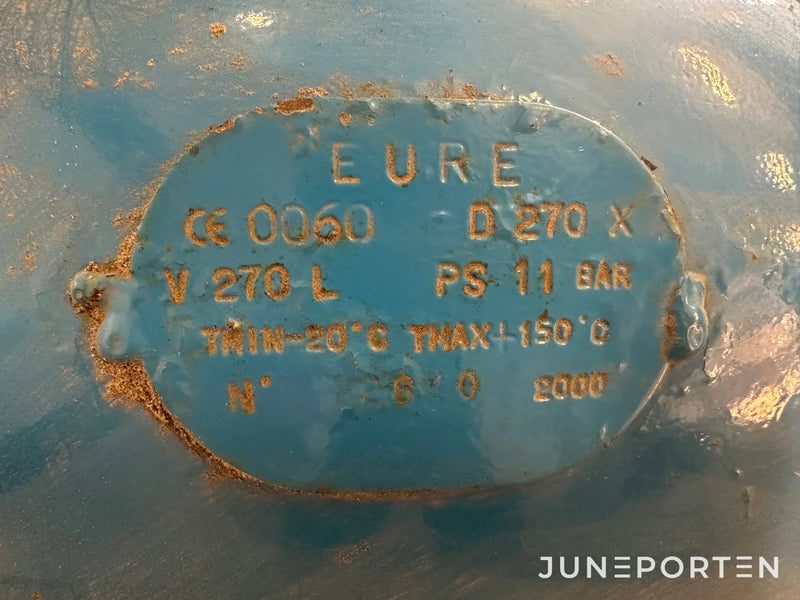 EURE
CE 0060 D 270 X
V 270 L PS 11 BAR
TMIN-20°C TMAX+150°C
N° 2000
JUNEPORTEN